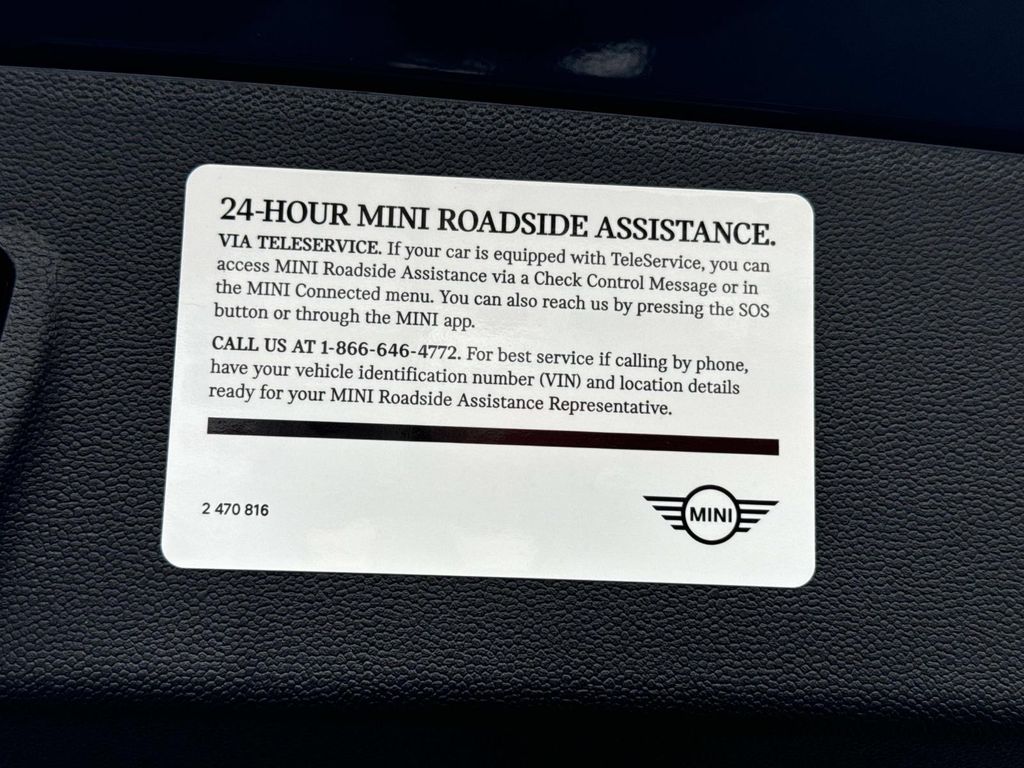 24-HOUR MINI ROADSIDE ASSISTANCE.
VIA TELESERVICE. If your car is equipped with TeleService, you can
access MINI Roadside Assistance via a Check Control Message or in
the MINI Connected menu. You can also reach us by pressing the SOS
button or through the MINI app.
CALL US AT 1-866-646-4772. For best service if calling by phone,
have your vehicle identification number (VIN) and location details
ready for your MINI Roadside Assistance Representative.
2 470 816
MINI